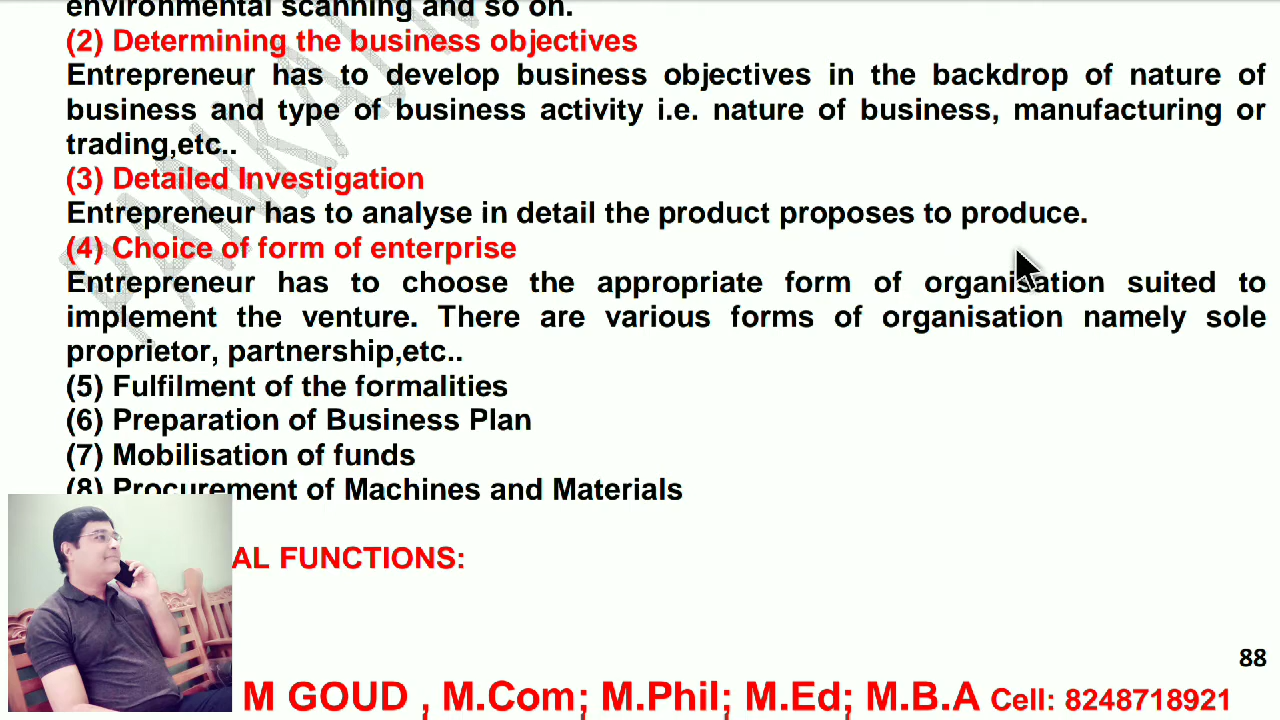 environmental scanning and so on.
(2) Determining the business objectives
Entrepreneur has to develop business objectives in the backdrop of nature of
business and type of business activity i.e. nature of business, manufacturing or
trading,etc..
(3) Detailed Investigation
Entrepreneur has to analyse in detail the product proposes to produce.
(4) Choice of form of enterprise
Entrepreneur has to choose the appropriate form of organisation suited to
implement the venture. There are various forms of organisation namely sole
proprietor, partnership,etc..
(5) Fulfilment of the formalities
(6) Preparation of Business Plan
(7) Mobilisation of funds
(8) Procurement of Machines and Materials
AL FUNCTIONS:
88
M GOUD , M.Com; M.Phil; M.Ed; M.B.A Cell: 8248718921